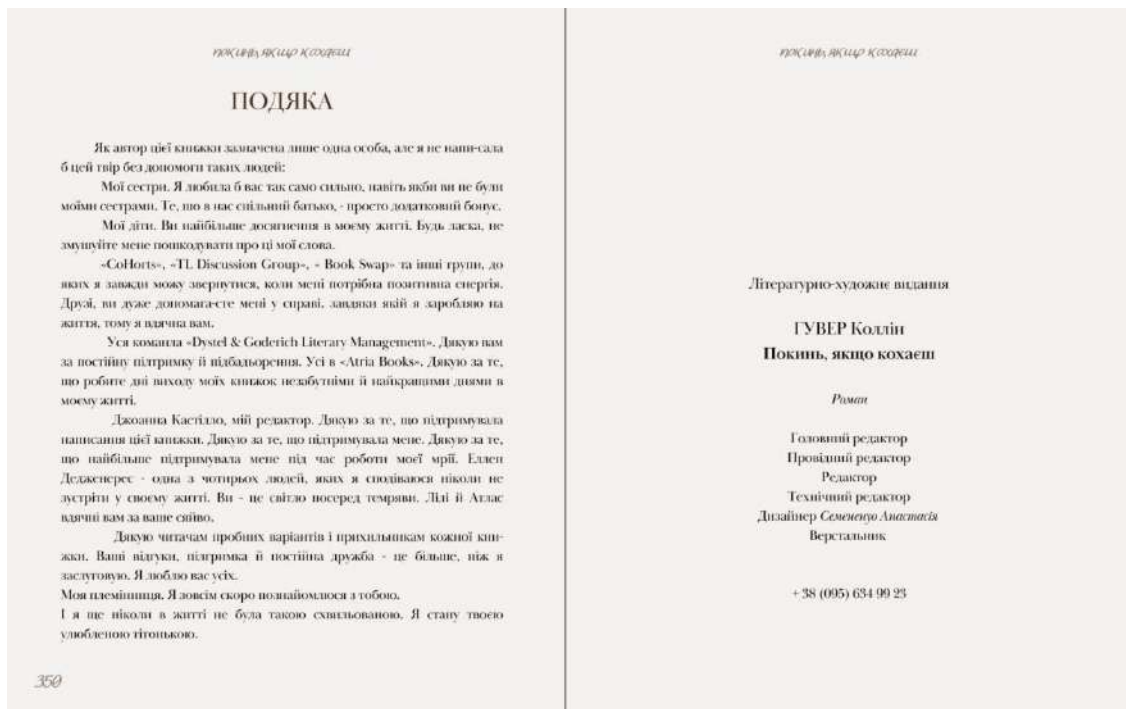 ПОКИНЬ, ЯКЩО КОХАЄШ
ПОДЯКА
Як автор цієї книжки зазначена лише одна особа, але я не напи-сала
б цей твір без допомоги таких людей:
Мої сестри. Я любила б вас так само сильно, навіть якби ви не були
моїми сестрами. Те, що в нас спільний батько, - просто додатковий бонус.
Мої діти. Ви найбільше досягнення в моєму житті. Будь ласка, не
змушуйте мене пошкодувати про ці мої слова.
«CoHorts», «TL Discussion Group», « Book Swap» та інші групи, до
яких я завжди можу звернутися, коли мені потрібна позитивна енергія.
Друзі, ви дуже допомага-єте мені у справі, завдяки якій я заробляю на
життя, тому я вдячна вам.
Уся команда «Dystel & Goderich Literary Management». Дякую вам
за постійну підтримку й підбадьорення. Усі в «Atria Books». Дякую за те,
що робите дні виходу моїх книжок незабутніми й найкращими днями в
моєму житті.
Джоанна Кастілло, мій редактор. Дякую за те, що підтримувала
написання цієї книжки. Дякую за те, що підтримувала мене. Дякую за те,
що найбільше підтримувала мене під час роботи моєї мрії. Еллен
Дедженерес - одна з чотирьох людей, яких я сподіваюся ніколи не
зустріти у своєму житті. Ви - це світло посеред темряви. Лілі й Атлас
вдячні вам за ваше сяйво.
Дякую читачам пробних варіантів і прихильникам кожної кни-
жки. Ваші відгуки, підтримка й постійна дружба - це більше, ніж я
заслуговую. Я люблю вас усіх.
Моя племінниця. Я зовсім скоро познайомлюся з тобою.
І я ще ніколи в житті не була такою схвильованою. Я стану твоєю
улюбленою тітонькою.
350
ПОКИНЬ, ЯКЩО КОХАЄШ
Літературно-художнє видання
ГУВЕР Коллін
Покинь, якщо кохаєш
Роман
Головний редактор
Провідний редактор
Редактор
Технічний редактор
Дизайнер Семененуо Анастасія
Верстальник
+ 38 (095) 634 99 23